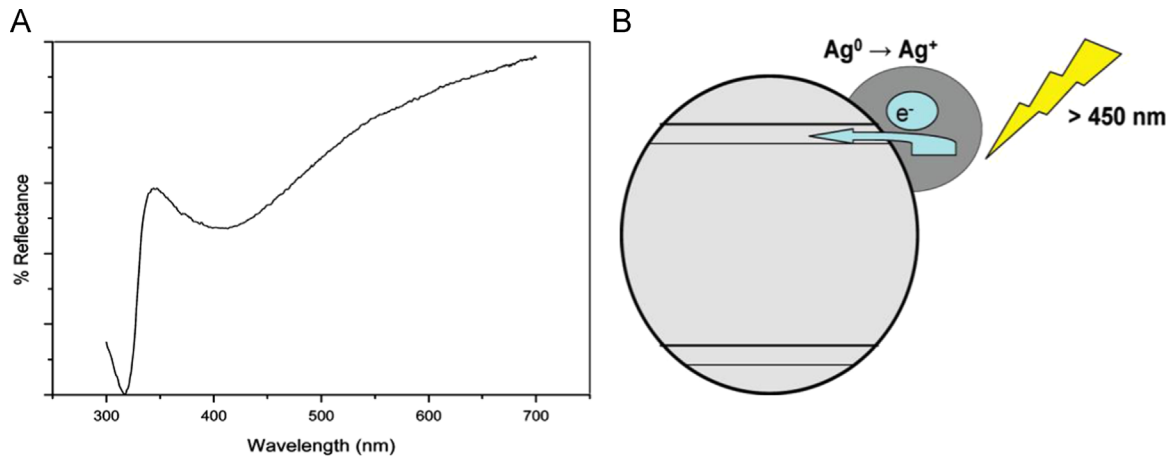 A
% Reflectance
300 400 500 600 700
Wavelength (nm)
B
Ag⁰ → Ag⁺
e⁻
> 450 nm